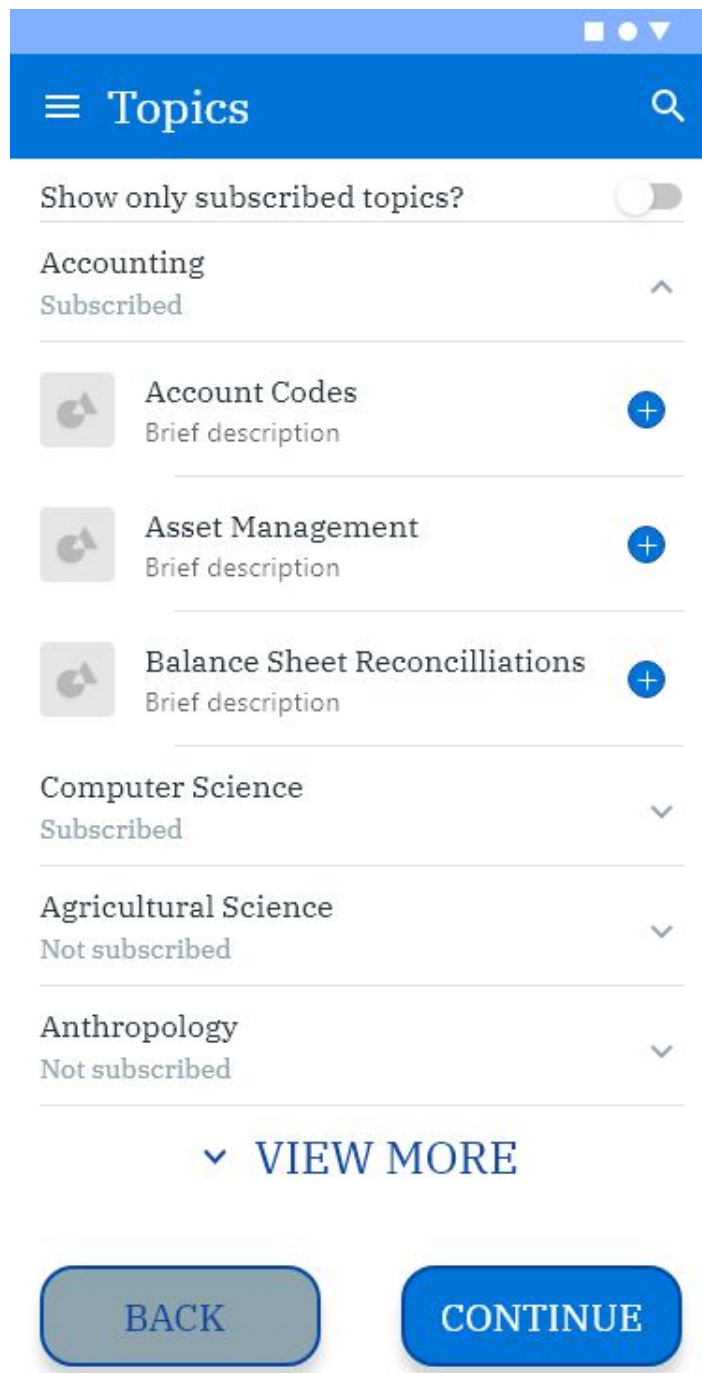 Topics
Show only subscribed topics?
Accounting
Subscribed
Account Codes
Brief description
Asset Management
Brief description
Balance Sheet Reconcilliations
Brief description
Computer Science
Subscribed
Agricultural Science
Not subscribed
Anthropology
Not subscribed
VIEW MORE
BACK
CONTINUE